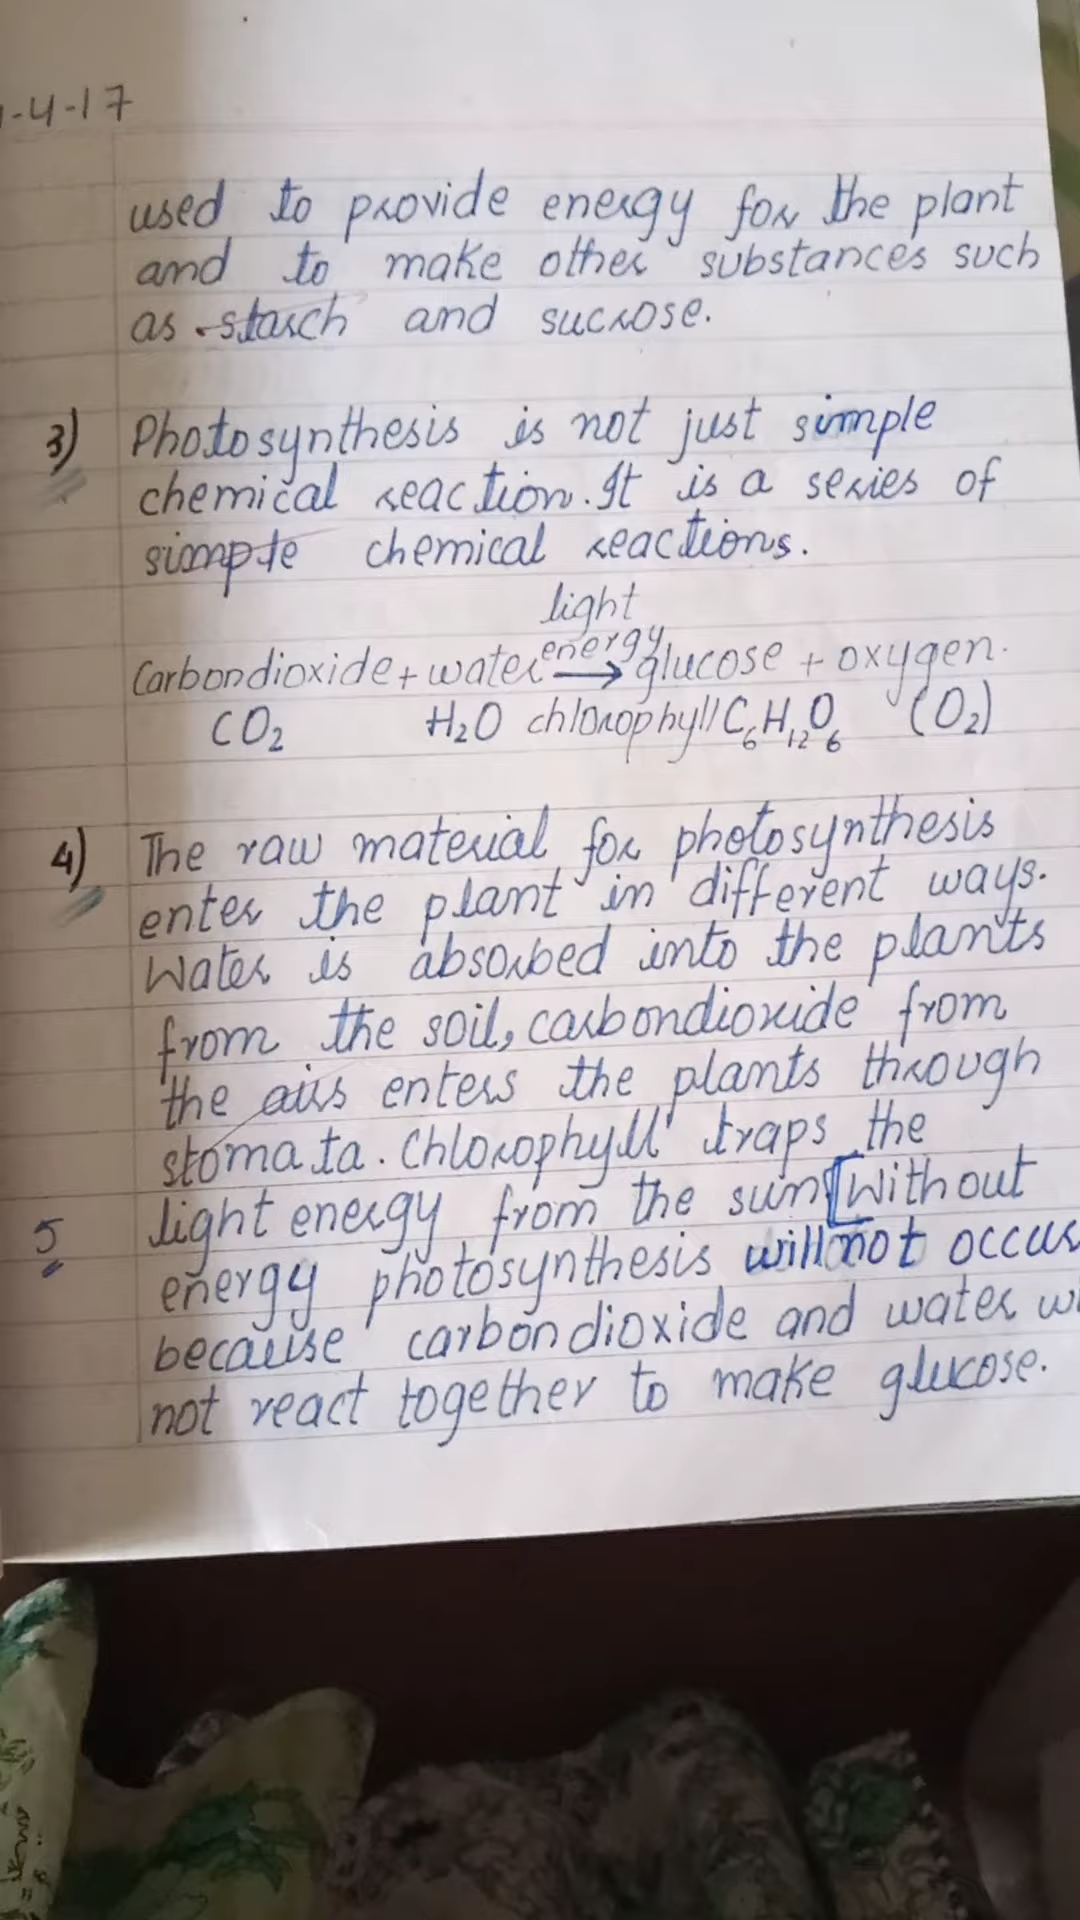 -4-17
used to provide energy for the plant
and to make other substances such
as starch and sucrose.
3) Photosynthesis is not just simple
chemical reaction. It is a series of
simple chemical reactions.
light
energy
Carbondioxide + water → glucose + oxygen.
CO₂ H₂O chlorophyll C₆H₁₂O₆ (O₂)
4) The raw material for photosynthesis
enter the plant in different ways.
Water is absorbed into the plants
from the soil, carbondioxide from
the airs enters the plants through
stomata. Chlorophyll traps the
light energy from the sun [Without
5 energy photosynthesis will not occur
because carbondioxide and water
not react together to make glucose.